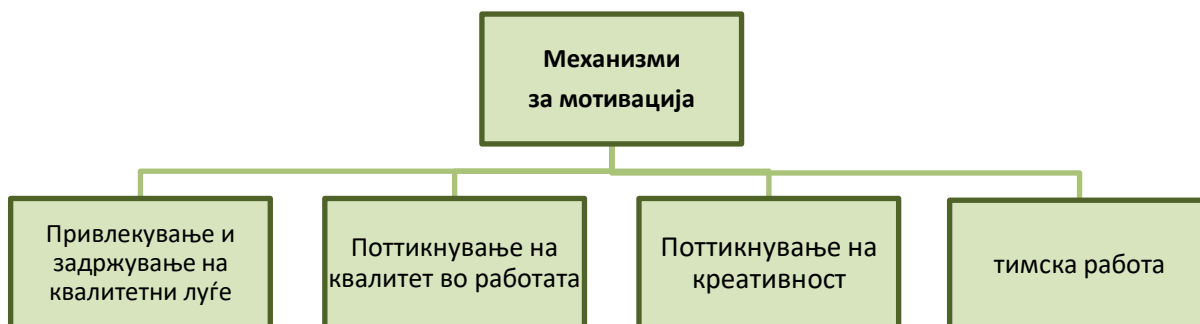 Механизми
за мотивација
Привлекување и
задржување на
квалитетни луѓе
Поттикнување на
квалитет во работата
Поттикнување на
креативност
тимска работа